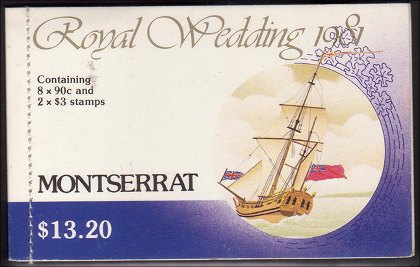 Royal Wedding 1981
Containing
8 × 90c and
2 × $3 stamps
MONTSERRAT
$13.20